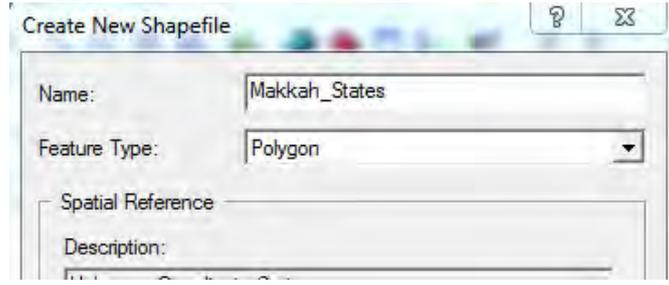 Create New Shapefile
Name: Makkah_States
Feature Type: Polygon
Spatial Reference
Description: